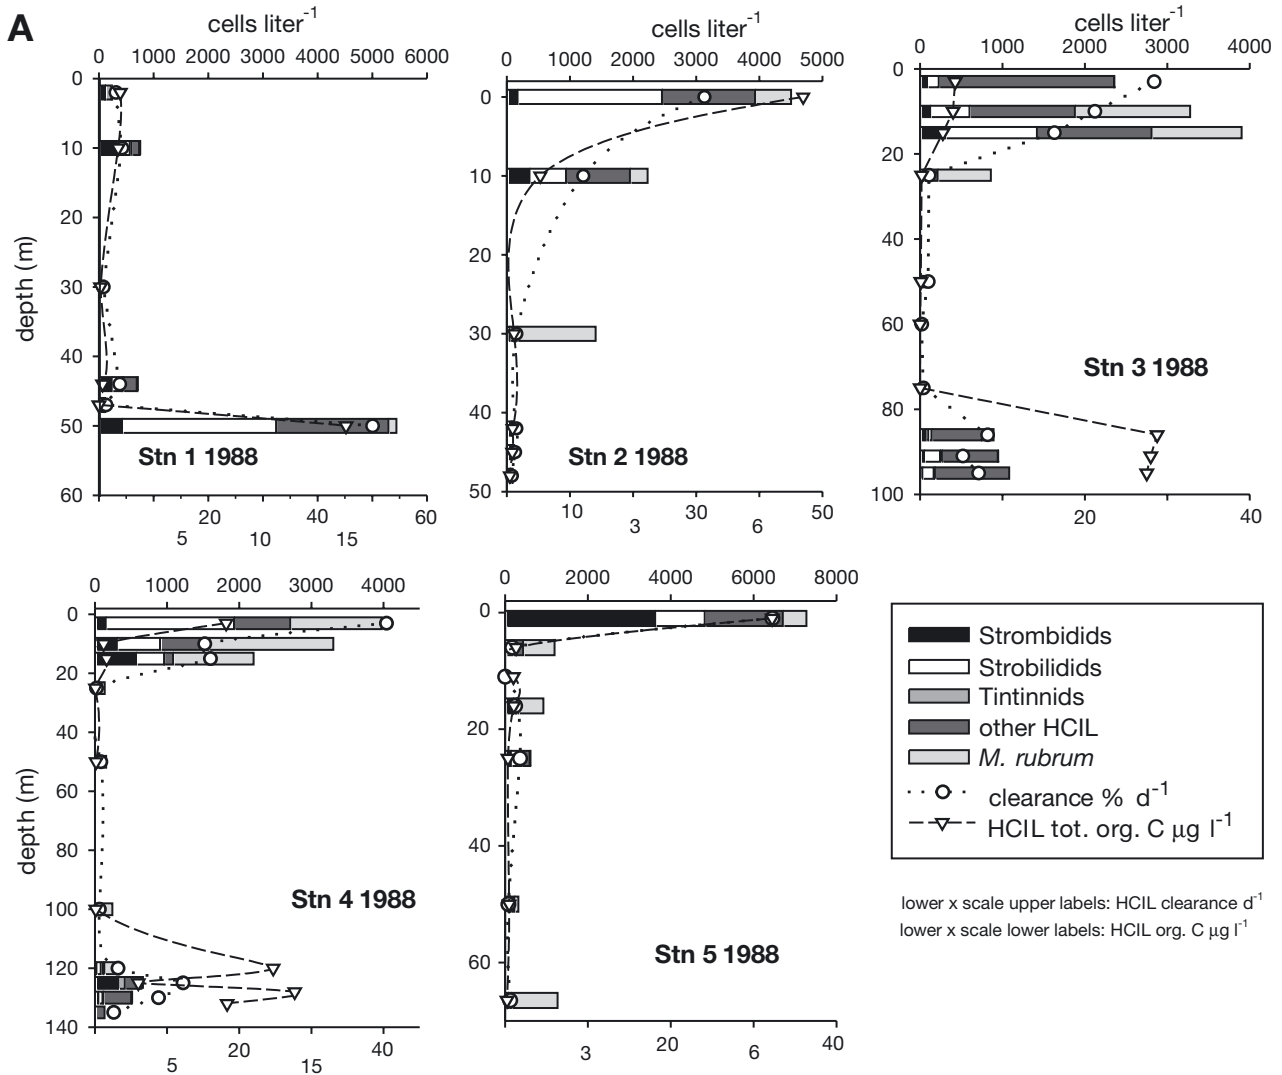 A
cells liter-1
0 1000 2000 3000 4000 5000 6000
0
10
20
30
40
50
60
depth (m)
Stn 1 1988
20 40 60
5 10 15
cells liter-1
0 1000 2000 3000 4000 5000
0
10
20
30
40
50
Stn 2 1988
10 30 50
3 6
cells liter-1
0 1000 2000 3000 4000
0
20
40
60
80
100
Stn 3 1988
20 40
0 1000 2000 3000 4000
0
20
40
60
80
100
120
140
depth (m)
Stn 4 1988
20 40
5 15
0 2000 4000 6000 8000
0
20
40
60
Stn 5 1988
20 40
3 6
Strombidids
Strobilidids
Tintinnids
other HCIL
M. rubrum
clearance % d-1
HCIL tot. org. C µg l-1
lower x scale upper labels: HCIL clearance d-1
lower x scale lower labels: HCIL org. C µg l-1